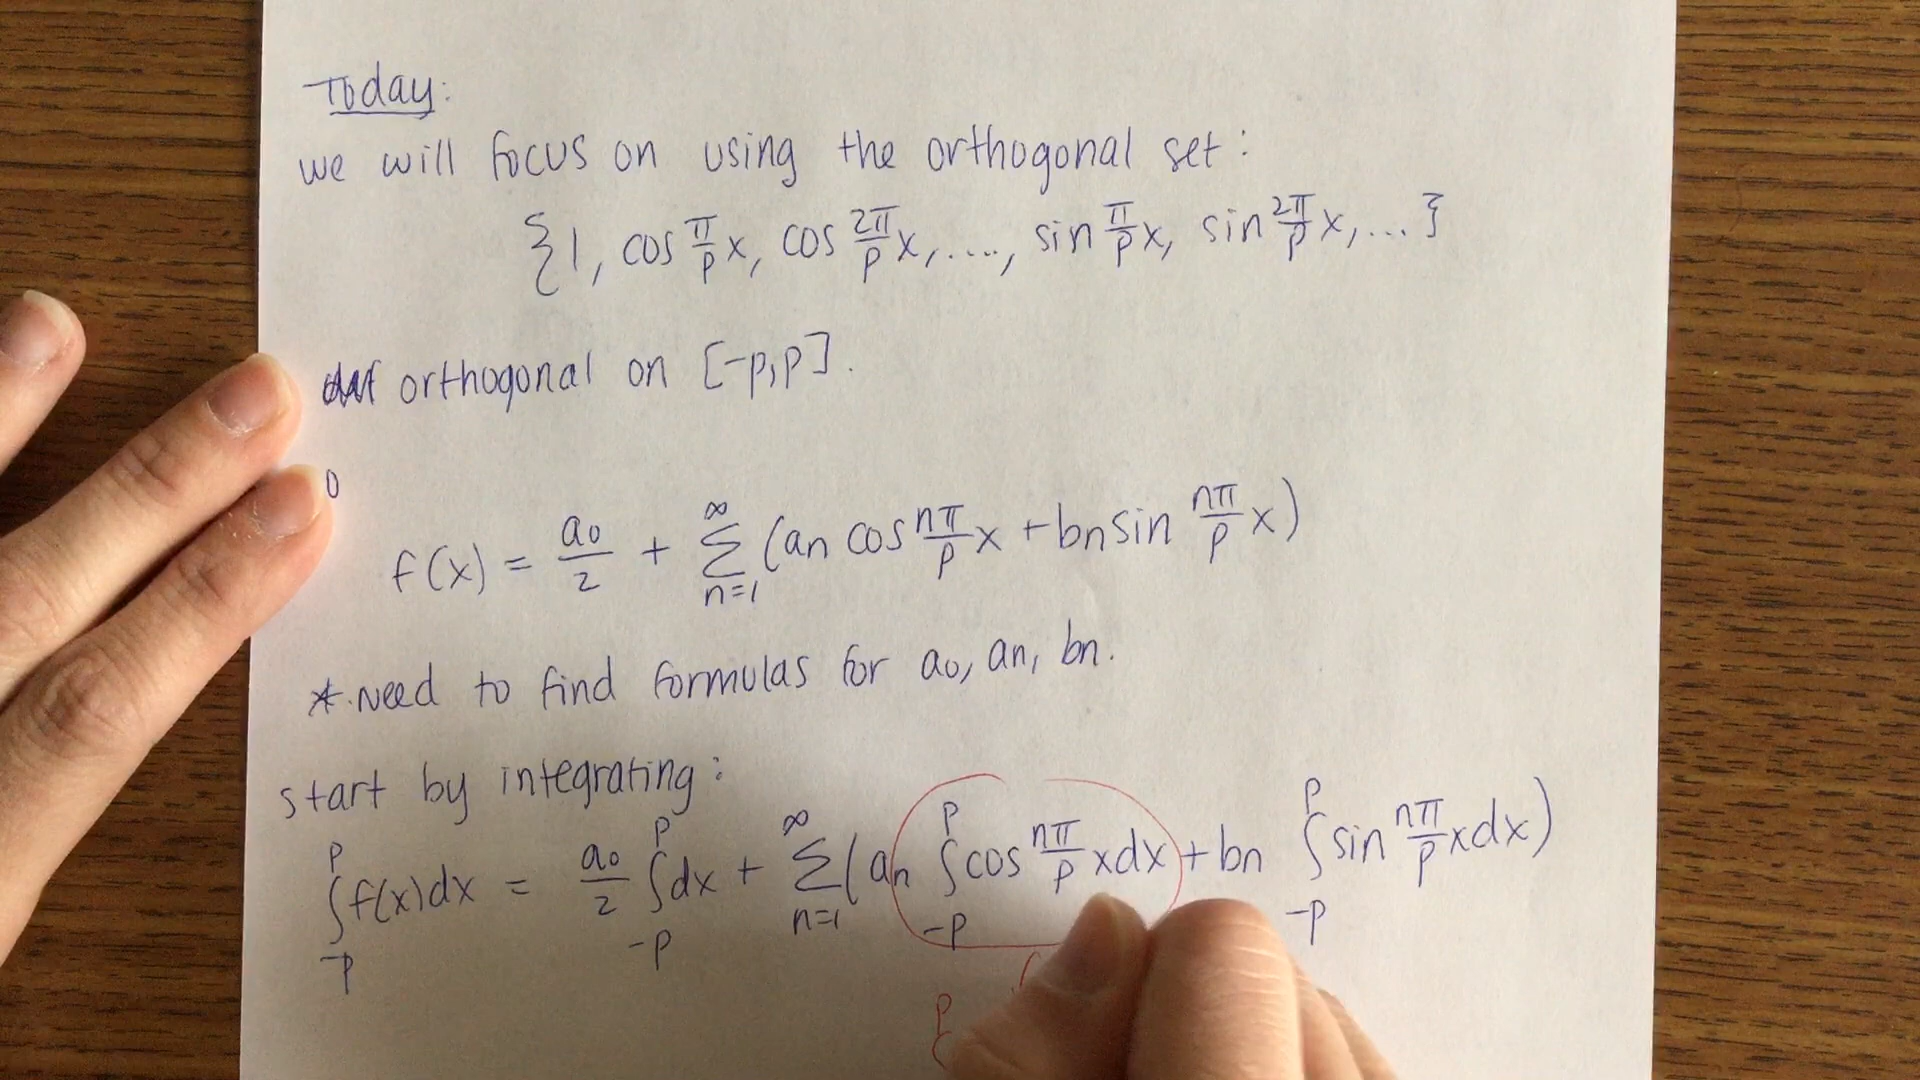 Today:
we will focus on using the orthogonal set:
{1, cos π/p x, cos 2π/p x, ...., sin π/p x, sin 2π/p x, ...}
orthogonal on [-p,p].
0
f(x) = a0/2 + ∑_{n=1}^{∞} (an cos nπ/p x + bn sin nπ/p x)
* Need to find formulas for a0, an, bn.
start by integrating:
∫_{-p}^{p} f(x)dx = a0/2 ∫_{-p}^{p} dx + ∑_{n=1}^{∞} (an ∫_{-p}^{p} cos nπ/p x dx + bn ∫_{-p}^{p} sin nπ/p x dx)
p